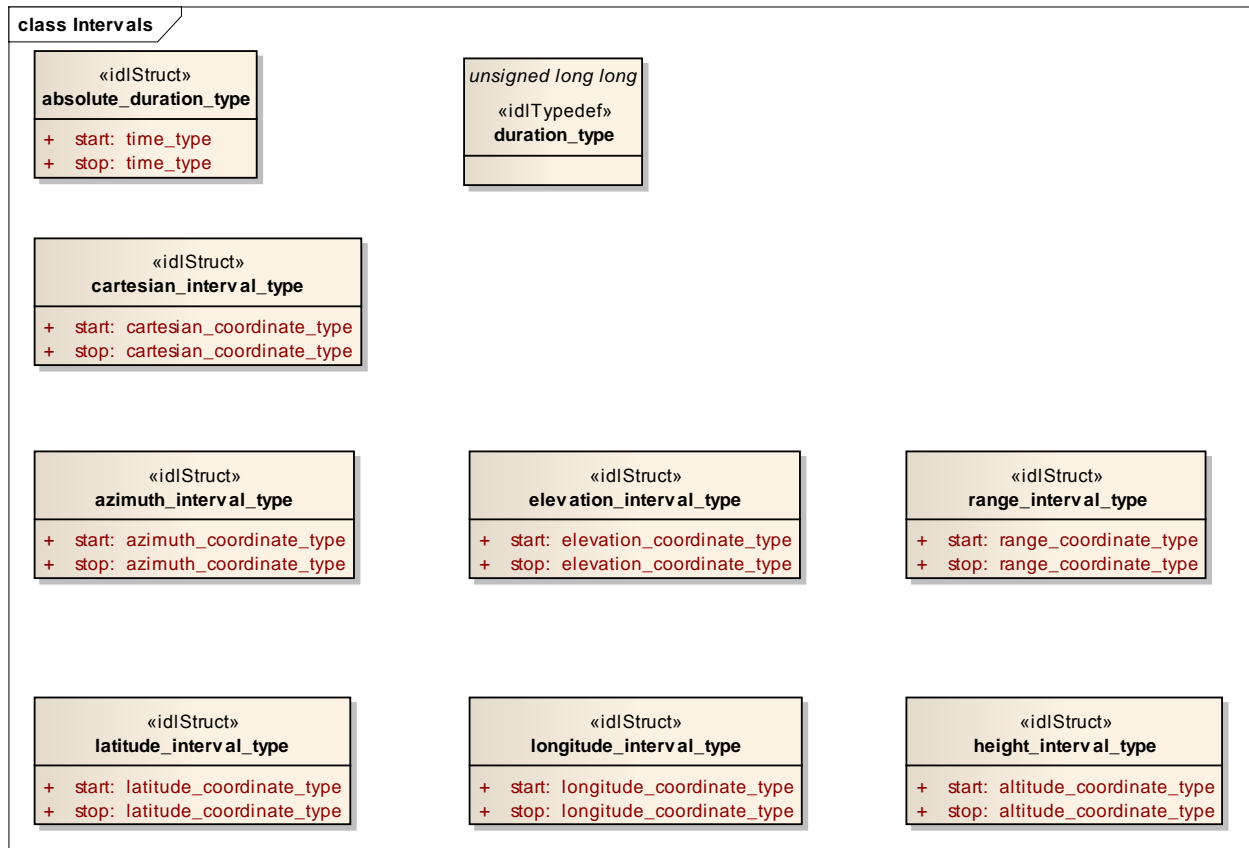 class Intervals
«idlStruct»
absolute_duration_type
+ start: time_type
+ stop: time_type
unsigned long long
«idlTypedef»
duration_type
«idlStruct»
cartesian_interval_type
+ start: cartesian_coordinate_type
+ stop: cartesian_coordinate_type
«idlStruct»
azimuth_interval_type
+ start: azimuth_coordinate_type
+ stop: azimuth_coordinate_type
«idlStruct»
elevation_interval_type
+ start: elevation_coordinate_type
+ stop: elevation_coordinate_type
«idlStruct»
range_interval_type
+ start: range_coordinate_type
+ stop: range_coordinate_type
«idlStruct»
latitude_interval_type
+ start: latitude_coordinate_type
+ stop: latitude_coordinate_type
«idlStruct»
longitude_interval_type
+ start: longitude_coordinate_type
+ stop: longitude_coordinate_type
«idlStruct»
height_interval_type
+ start: altitude_coordinate_type
+ stop: altitude_coordinate_type